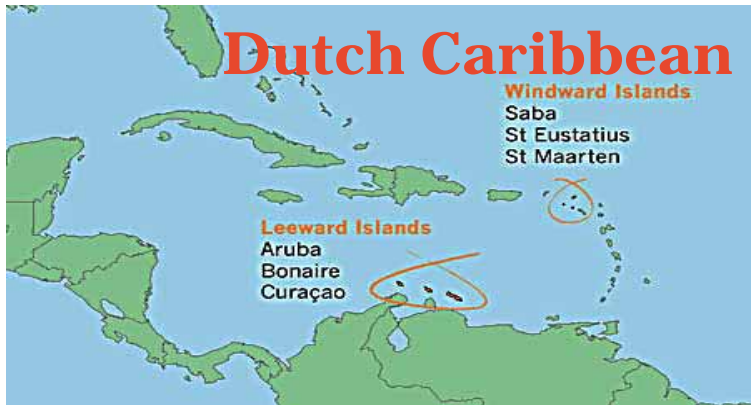 Dutch Caribbean
Windward Islands
Saba
St Eustatius
St Maarten
Leeward Islands
Aruba
Bonaire
Curaçao